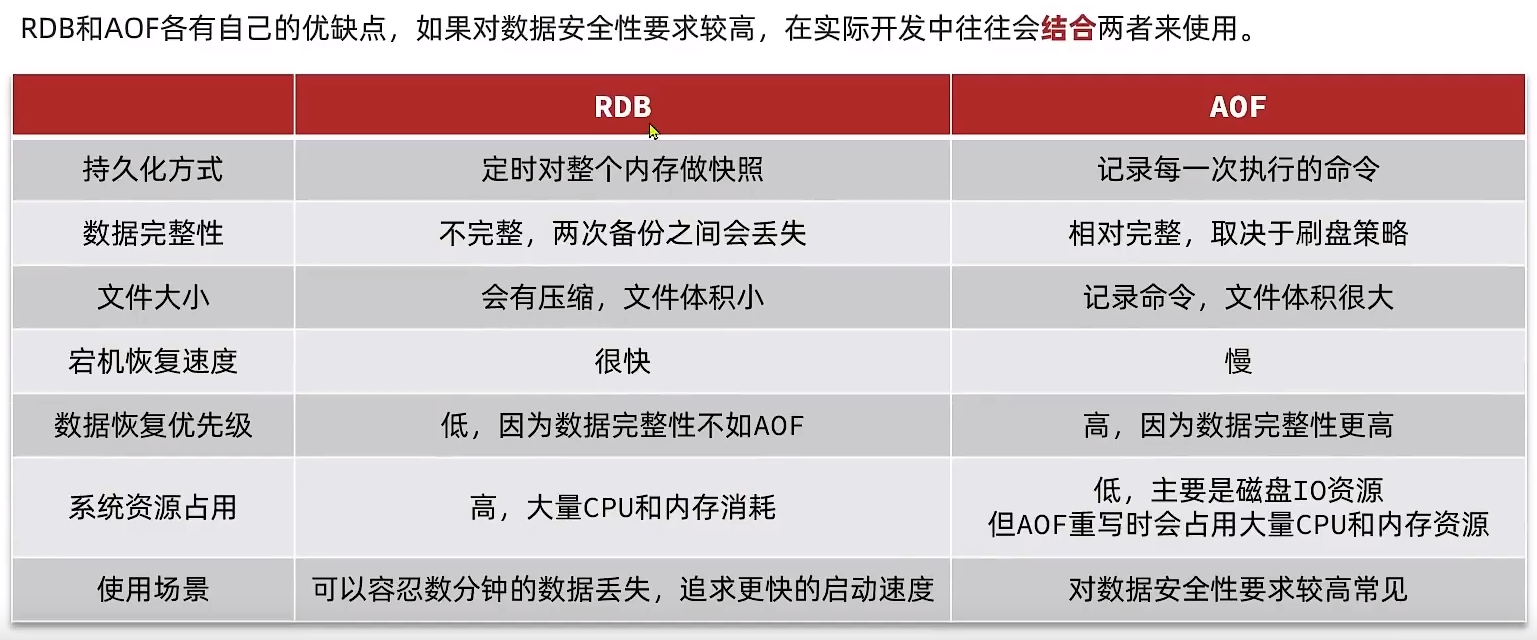 RDB和AOF各有自己的优缺点，如果对数据安全性要求较高，在实际开发中往往会结合两者来使用。
RDB AOF
持久化方式 定时对整个内存做快照 记录每一次执行的命令
数据完整性 不完整，两次备份之间会丢失 相对完整，取决于刷盘策略
文件大小 会有压缩，文件体积小 记录命令，文件体积很大
宕机恢复速度 很快 慢
数据恢复优先级 低，因为数据完整性不如AOF 高，因为数据完整性更高
系统资源占用 高，大量CPU和内存消耗 低，主要是磁盘IO资源
但AOF重写时会占用大量CPU和内存资源
使用场景 可以容忍数分钟的数据丢失，追求更快的启动速度 对数据安全性要求较高常见